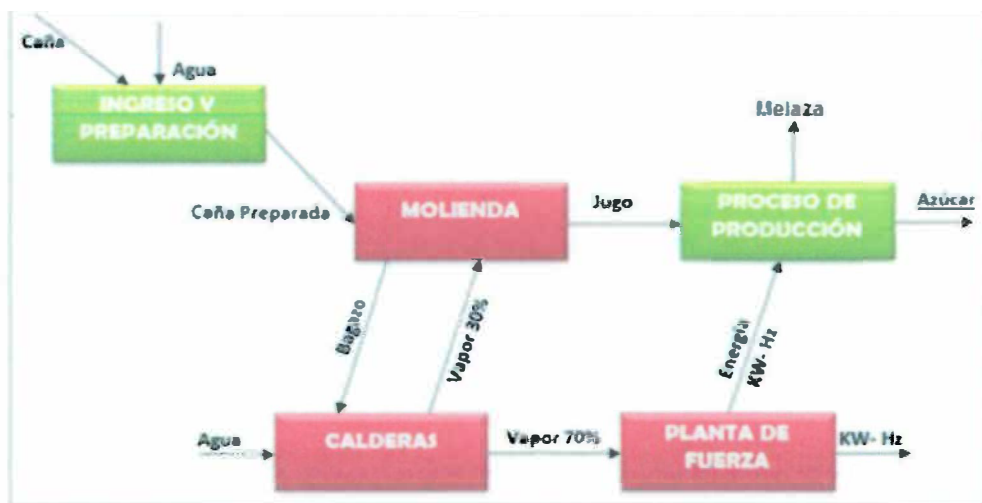 Caña
Agua
INGRESO Y
PREPARACIÓN
Melaza
Caña Preparada
MOLIENDA
Jugo
PROCESO DE
PRODUCCIÓN
Azúcar
Bagazo
Vapor 30%
Energía
KW- Hz
Agua
CALDERAS
Vapor 70%
PLANTA DE
FUERZA
KW- Hz